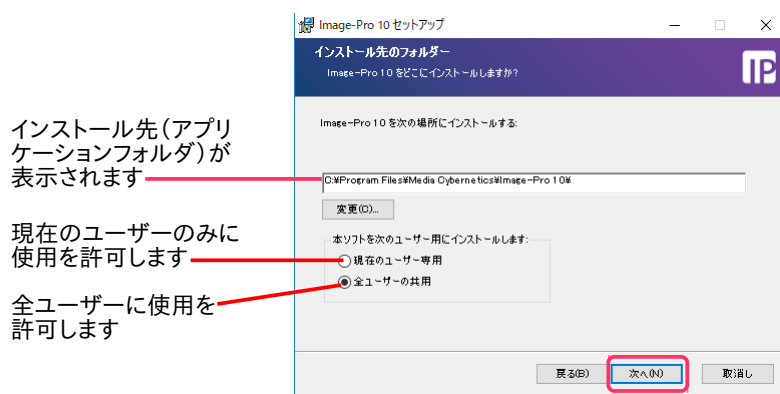 Image-Pro 10 セットアップ
インストール先のフォルダー
Image-Pro 10 をどこにインストールしますか?
IP
Image-Pro 10 を次の場所にインストールする:
インストール先（アプリ
ケーションフォルダ）が
表示されます
C:¥Program Files¥Media Cybernetics¥Image-Pro 10¥
変更(C)...
本ソフトを次のユーザー用にインストールします:
現在のユーザーのみに
使用を許可します
現在のユーザー専用
全ユーザーの共用
全ユーザーに使用を
許可します
戻る(B)
次へ(N)
取消し